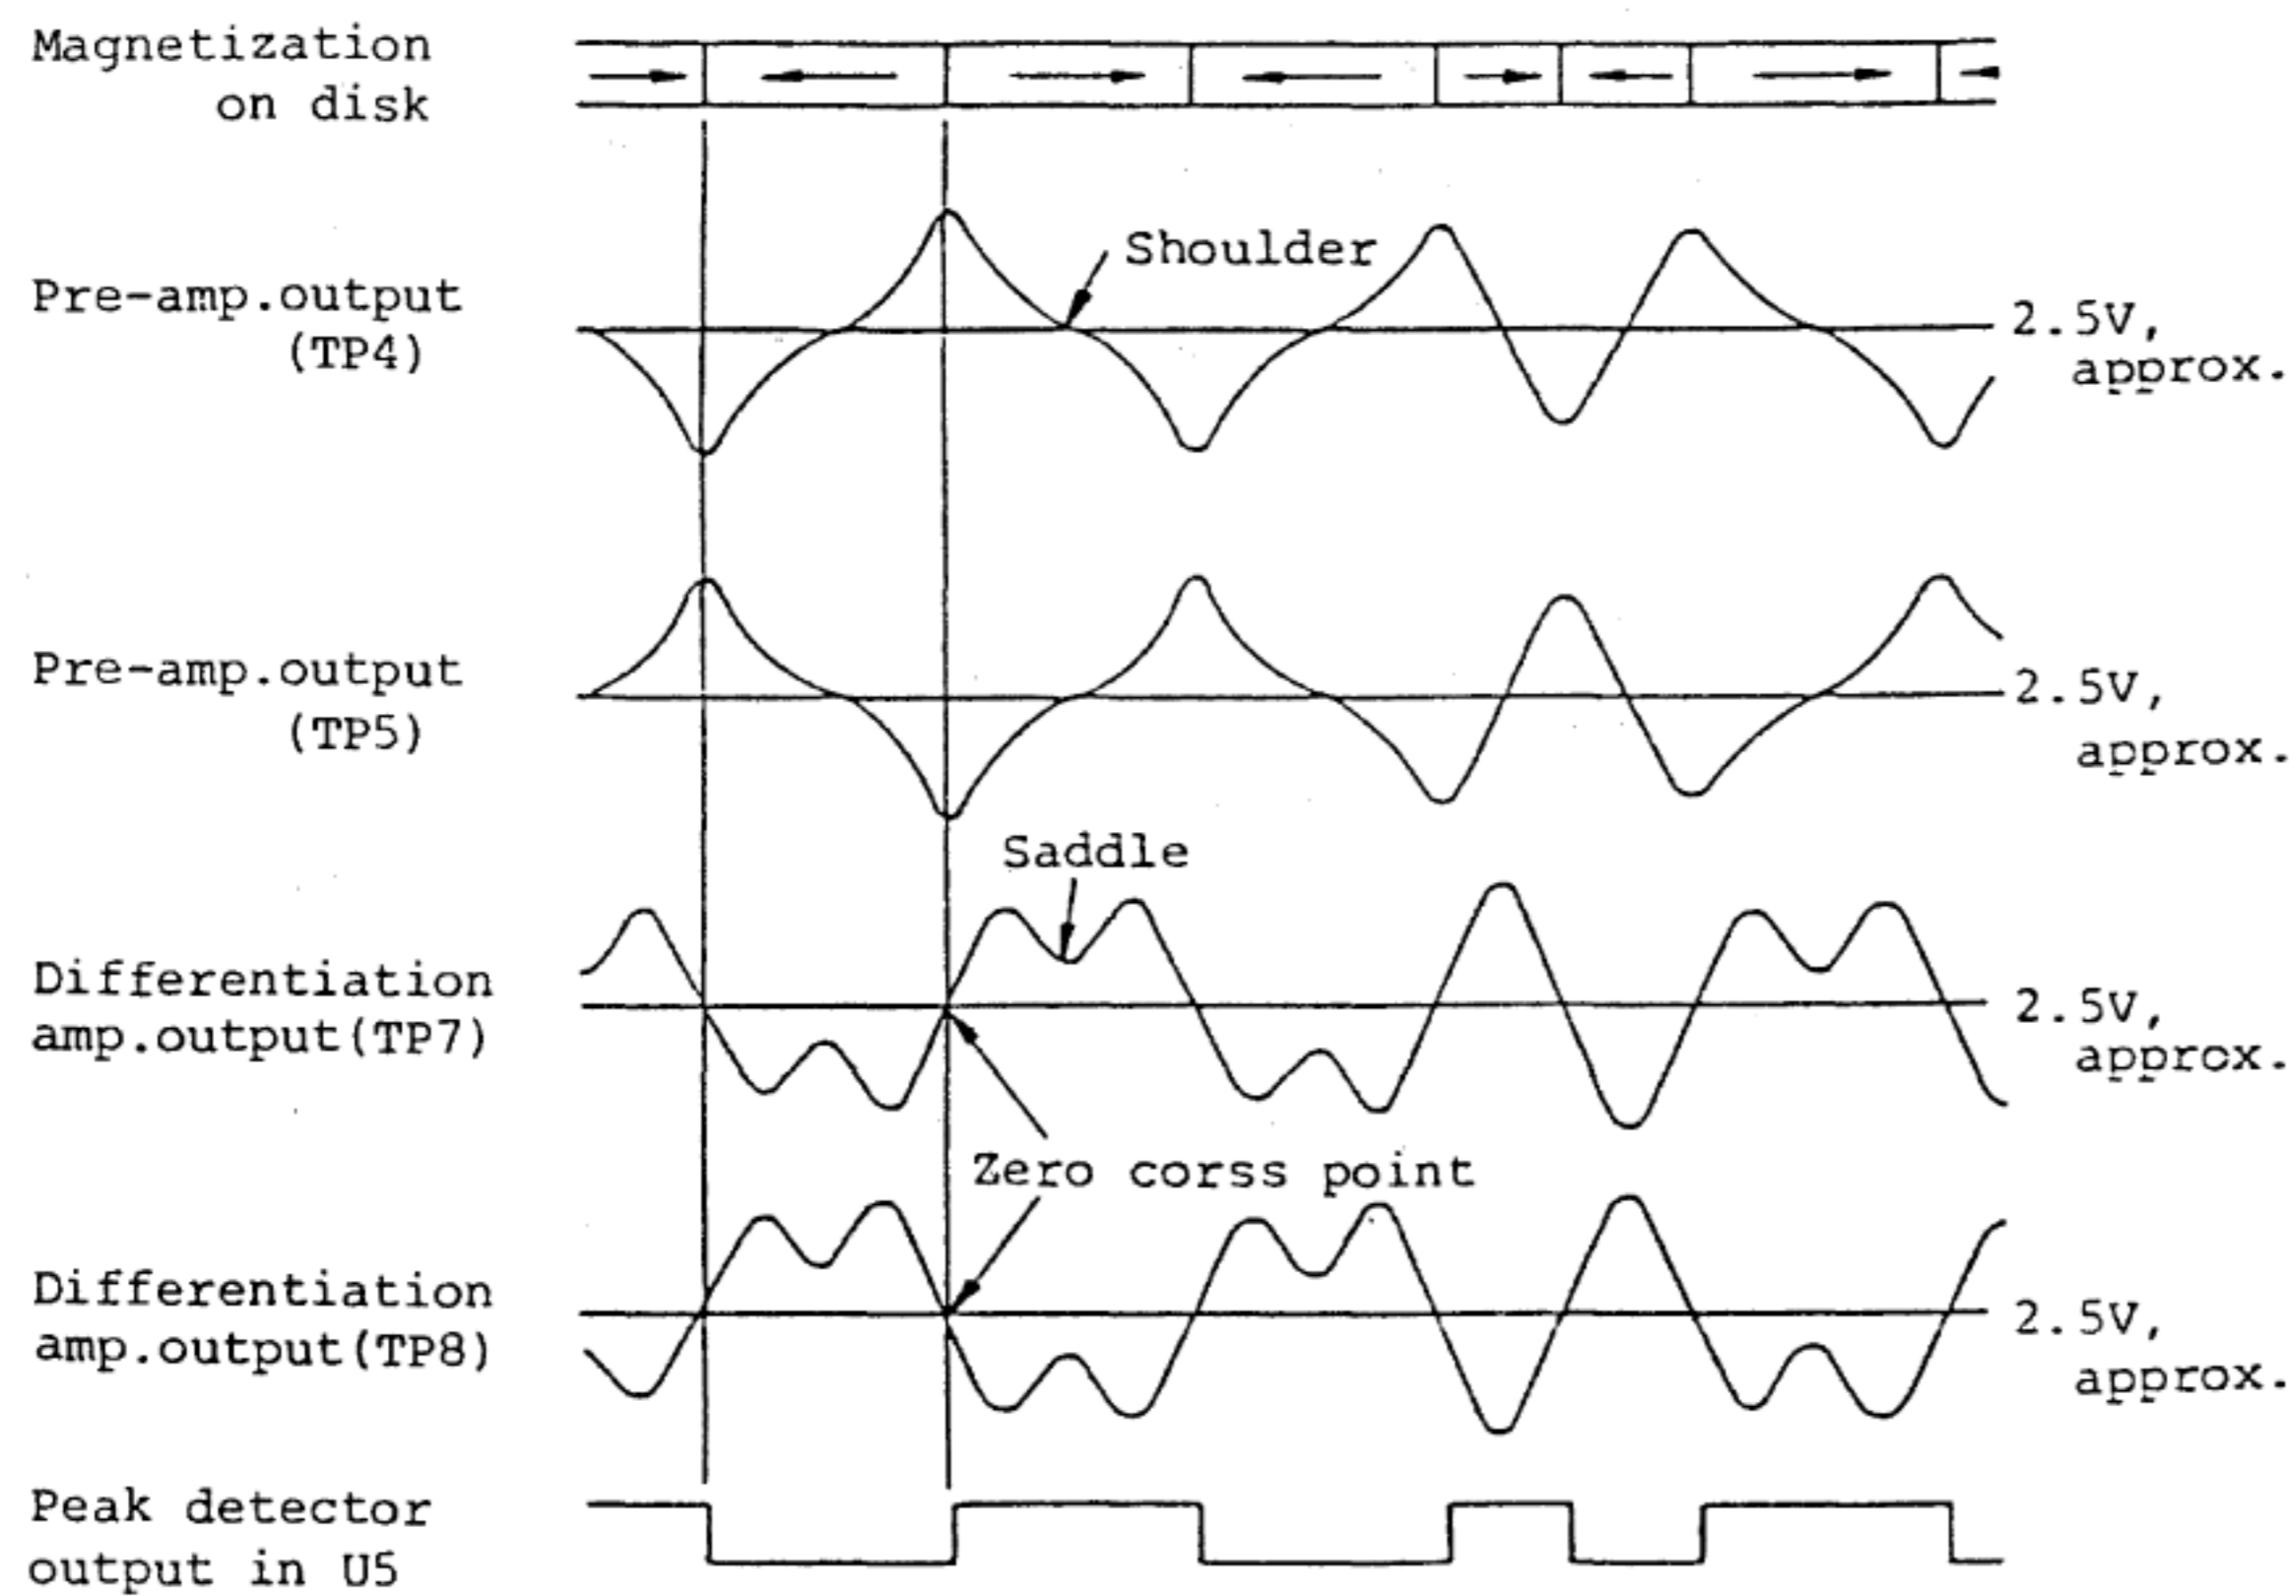 Magnetization
on disk
Shoulder
Pre-amp.output
(TP4)
2.5V,
approx.
Pre-amp.output
(TP5)
2.5V,
approx.
Saddle
Differentiation
amp.output(TP7)
2.5V,
approx.
Zero corss point
Differentiation
amp.output(TP8)
2.5V,
approx.
Peak detector
output in U5